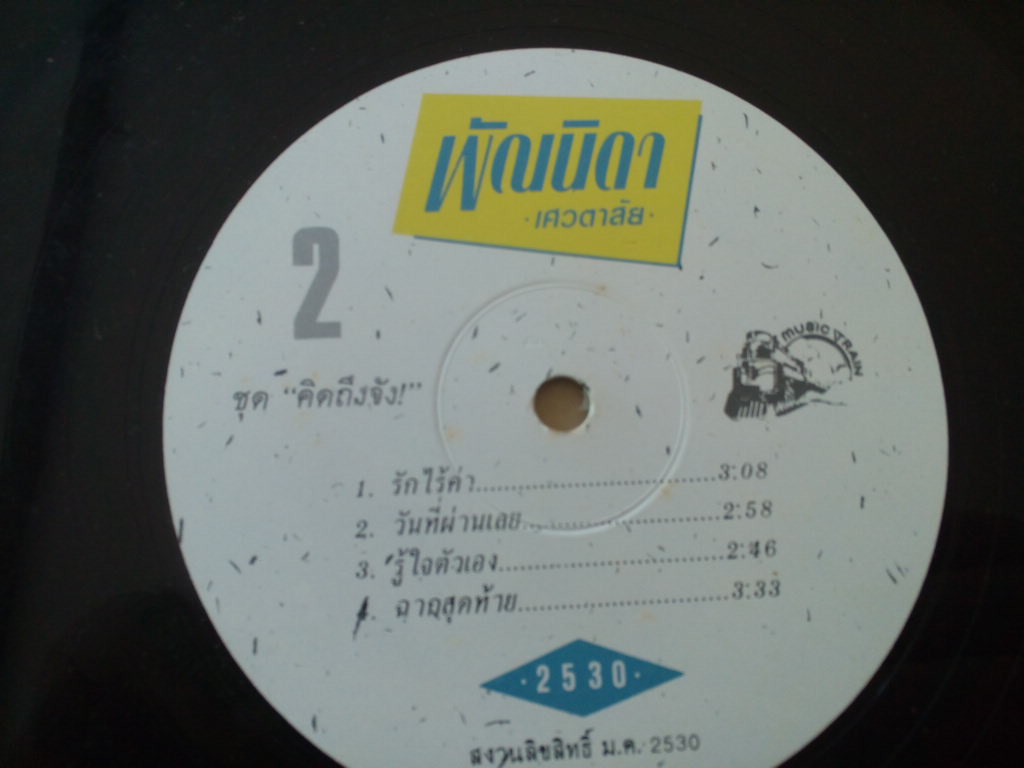 พัณนิดา
·เศวตาสัย·
2
MUSIC TRAIN
ชุด “คิดถึงจัง!”
1. รักไร้ค่า..............................3:08
2. วันที่ผ่านเลย.........................2:58
3. รู้ใจตัวเอง............................2:46
4. ฉากสุดท้าย...........................3:33
·2530·
สงวนลิขสิทธิ์ ม.ค. 2530